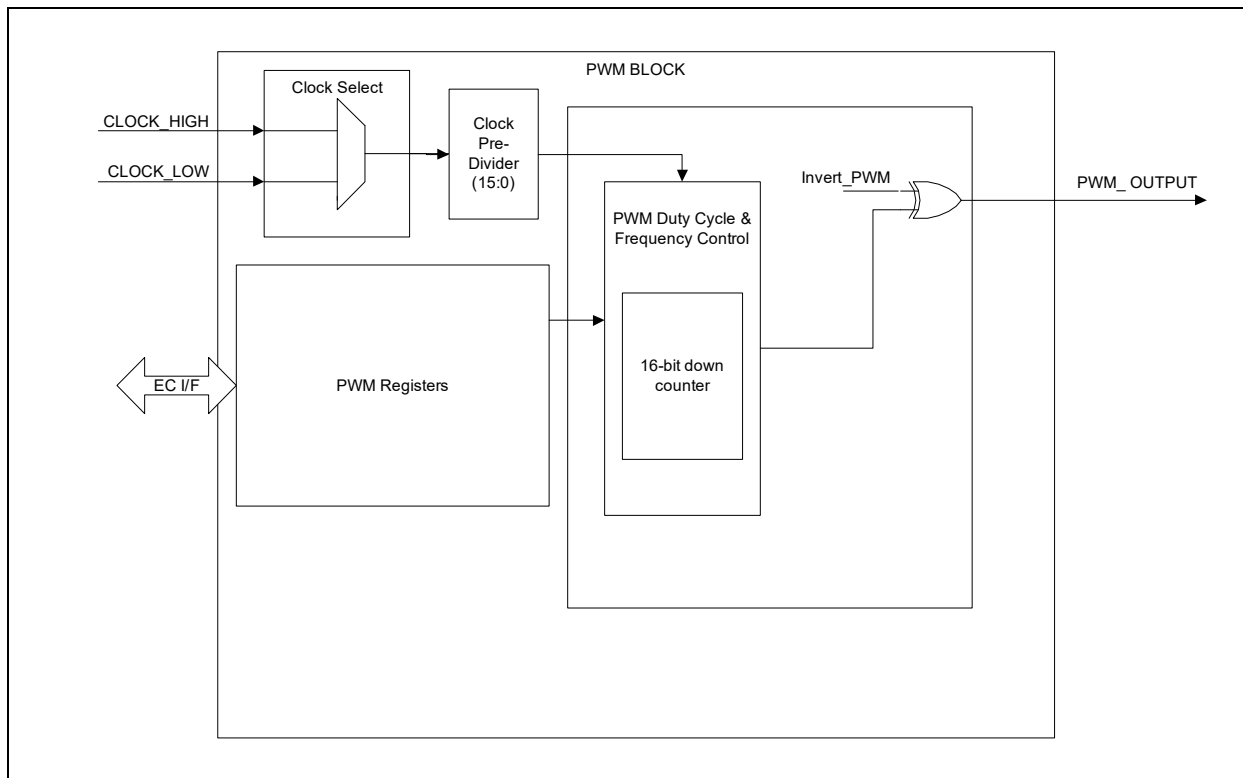 PWM BLOCK
Clock Select
CLOCK_HIGH
CLOCK_LOW
Clock
Pre-
Divider
(15:0)
Invert_PWM
PWM_ OUTPUT
PWM Duty Cycle &
Frequency Control
16-bit down
counter
EC I/F
PWM Registers